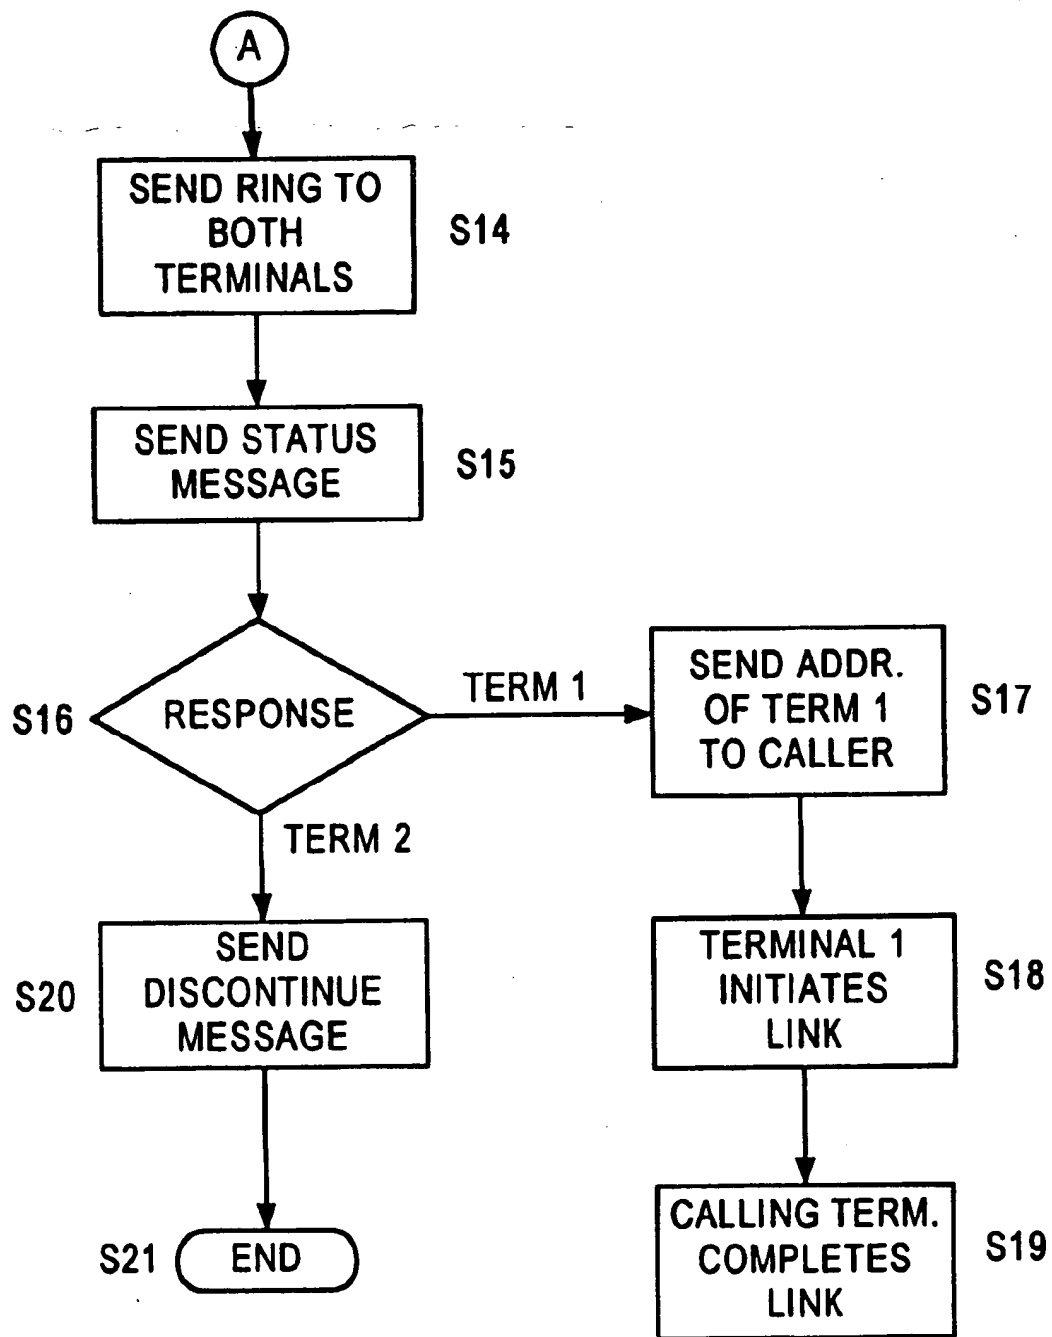 A
SEND RING TO
BOTH
TERMINALS
S14
SEND STATUS
MESSAGE
S15
S16
RESPONSE
TERM 1
SEND ADDR.
OF TERM 1
TO CALLER
S17
TERM 2
TERMINAL 1
INITIATES
LINK
S18
S20
SEND
DISCONTINUE
MESSAGE
CALLING TERM.
COMPLETES
LINK
S19
S21
END